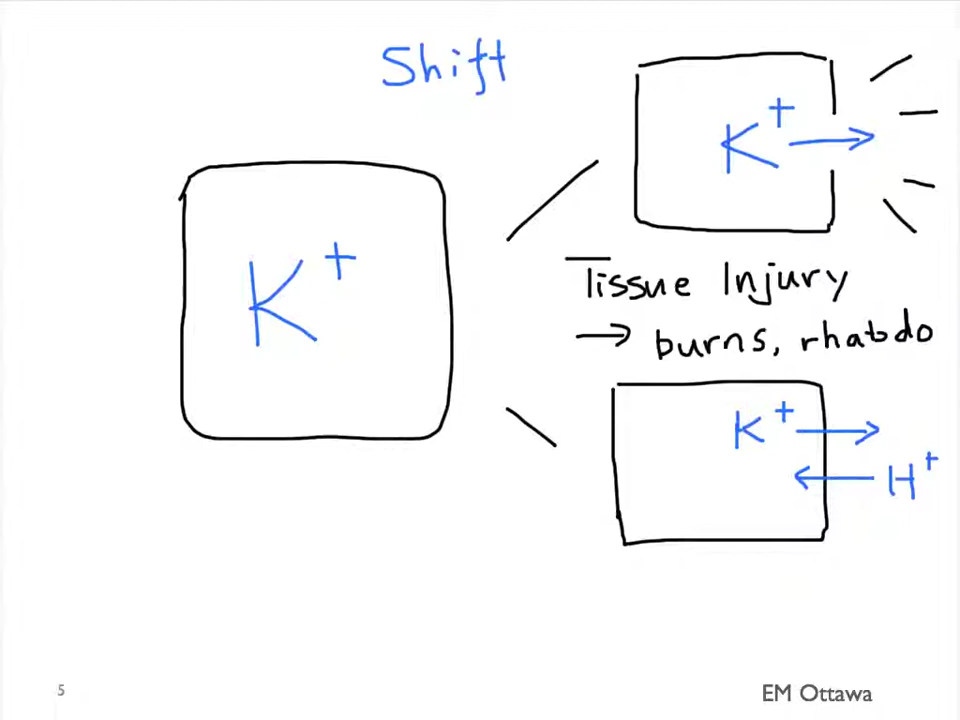 Shift
K+
K+ →
Tissue Injury
→ burns, rhabdo
K+ →
← H+
5
EM Ottawa